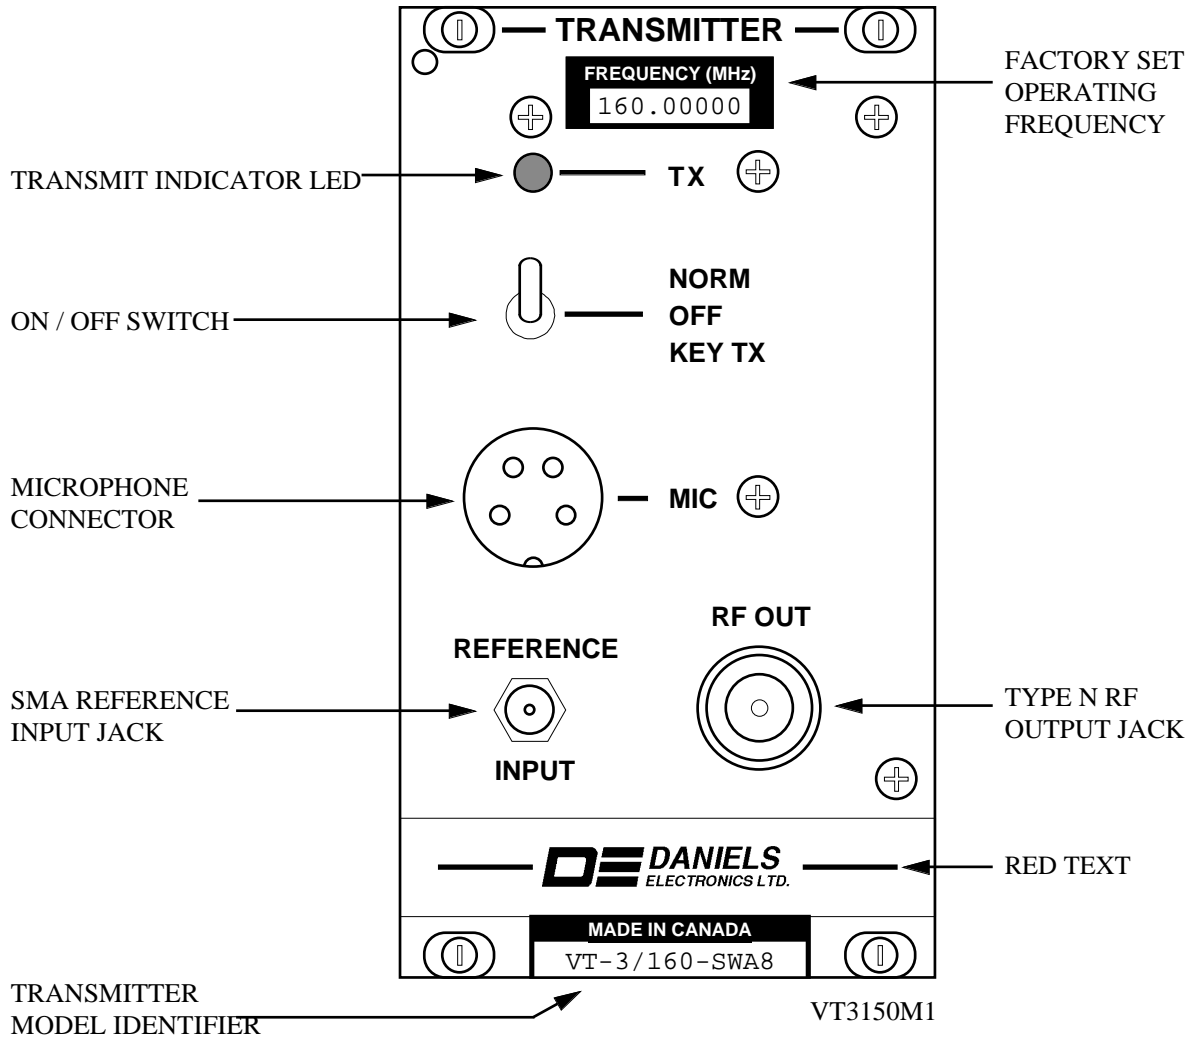 TRANSMITTER
FREQUENCY (MHz)
160.00000
FACTORY SET
OPERATING
FREQUENCY
TRANSMIT INDICATOR LED
TX
NORM
ON / OFF SWITCH
OFF
KEY TX
MICROPHONE
CONNECTOR
MIC
RF OUT
REFERENCE
SMA REFERENCE
INPUT JACK
TYPE N RF
OUTPUT JACK
INPUT
DE DANIELS
ELECTRONICS LTD.
RED TEXT
MADE IN CANADA
VT-3/160-SWA8
TRANSMITTER
MODEL IDENTIFIER
VT3150M1